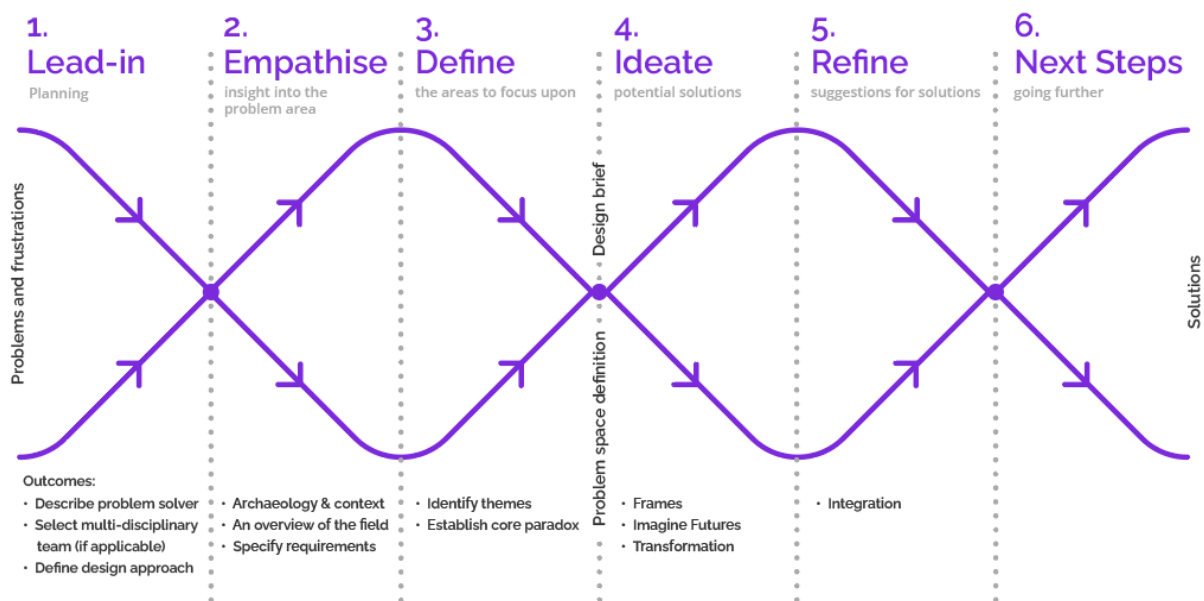 1.
Lead-in
Planning
2.
Empathise
insight into the
problem area
3.
Define
the areas to focus upon
4.
Ideate
potential solutions
5.
Refine
suggestions for solutions
6.
Next Steps
going further
Problems and frustrations
Design brief
Problem space definition
Solutions
Outcomes:
• Describe problem solver
• Select multi-disciplinary
team (if applicable)
• Define design approach
• Archaeology & context
• An overview of the field
• Specify requirements
• Identify themes
• Establish core paradox
• Frames
• Imagine Futures
• Transformation
• Integration